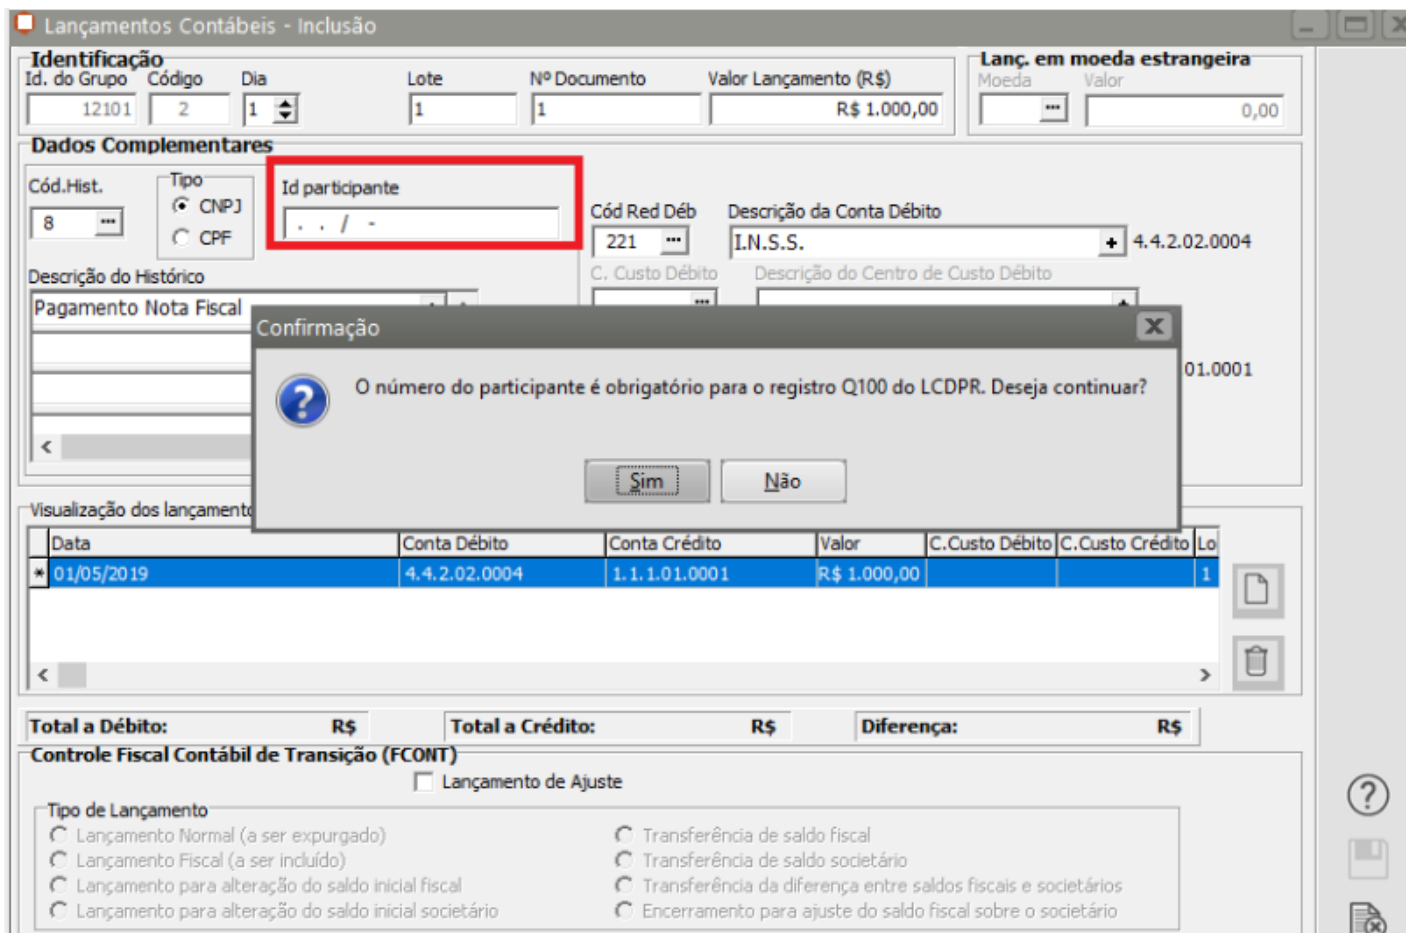 Lançamentos Contábeis - Inclusão
Identificação
Lanç. em moeda estrangeira
Id. do Grupo Código Dia Lote Nº Documento Valor Lançamento (R$) Moeda Valor
12101 2 1 1 1 R$ 1.000,00 ... 0,00
Dados Complementares
Cód.Hist. Tipo Id participante
8 ... CNPJ . . / -
CPF
Cód Red Déb Descrição da Conta Débito
221 ... I.N.S.S. + 4.4.2.02.0004
Descrição do Histórico C. Custo Débito Descrição do Centro de Custo Débito
Pagamento Nota Fiscal
Confirmação
O número do participante é obrigatório para o registro Q100 do LCDPR. Deseja continuar?
01.0001
Sim Não
Visualização dos lançamento
Data Conta Débito Conta Crédito Valor C.Custo Débito C.Custo Crédito Lo
* 01/05/2019 4.4.2.02.0004 1.1.1.01.0001 R$ 1.000,00 1
Total a Débito: R$ Total a Crédito: R$ Diferença: R$
Controle Fiscal Contábil de Transição (FCONT)
Lançamento de Ajuste
Tipo de Lançamento
Lançamento Normal (a ser expurgado) Transferência de saldo fiscal
Lançamento Fiscal (a ser incluído) Transferência de saldo societário
Lançamento para alteração do saldo inicial fiscal Transferência da diferença entre saldos fiscais e societários
Lançamento para alteração do saldo inicial societário Encerramento para ajuste do saldo fiscal sobre o societário